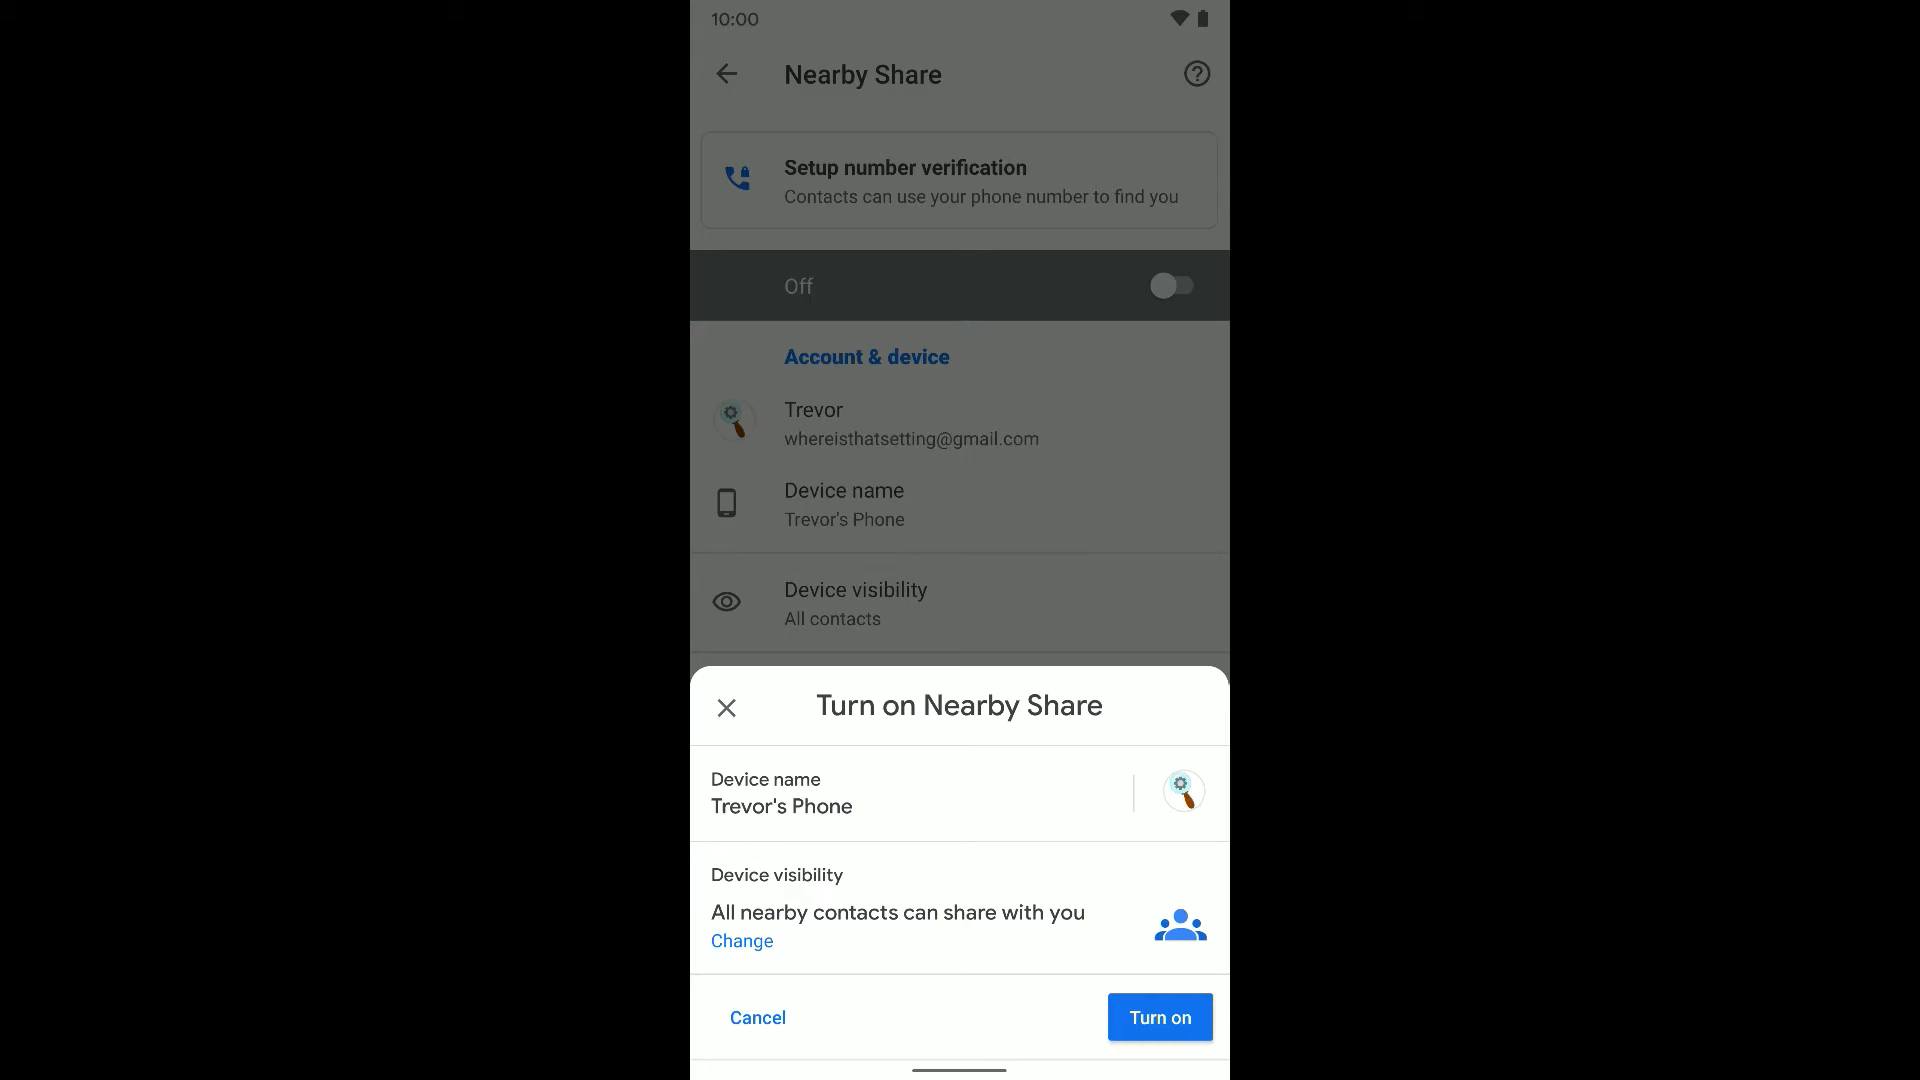 10:00
Nearby Share
Setup number verification
Contacts can use your phone number to find you
Off
Account & device
Trevor
whereisthatsetting@gmail.com
Device name
Trevor's Phone
Device visibility
All contacts
Turn on Nearby Share
Device name
Trevor's Phone
Device visibility
All nearby contacts can share with you
Change
Cancel
Turn on